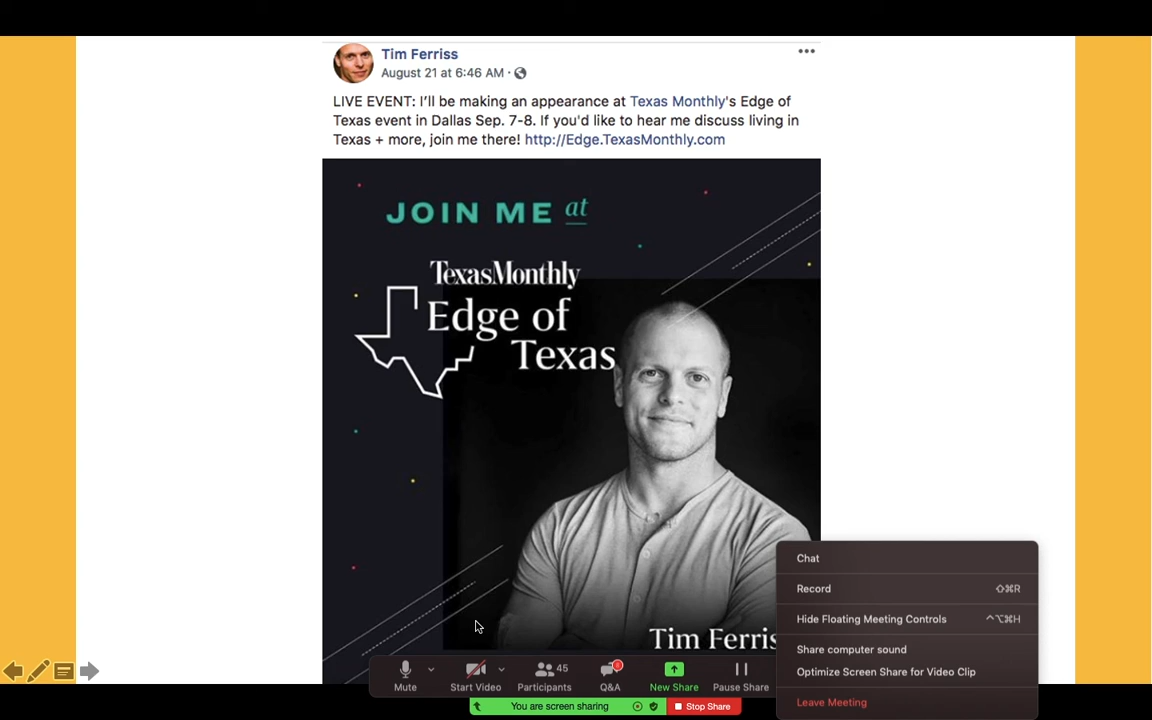 Tim Ferriss
August 21 at 6:46 AM ·
LIVE EVENT: I'll be making an appearance at Texas Monthly's Edge of
Texas event in Dallas Sep. 7-8. If you'd like to hear me discuss living in
Texas + more, join me there! http://Edge.TexasMonthly.com
JOIN ME at
TexasMonthly
Edge of
Texas
Tim Ferris
Chat
Record ⇧⌘R
Hide Floating Meeting Controls ^⌥⌘H
Share computer sound
Optimize Screen Share for Video Clip
Leave Meeting
Mute
Start Video
Participants 45
Q&A
New Share
Pause Share
You are screen sharing
Stop Share